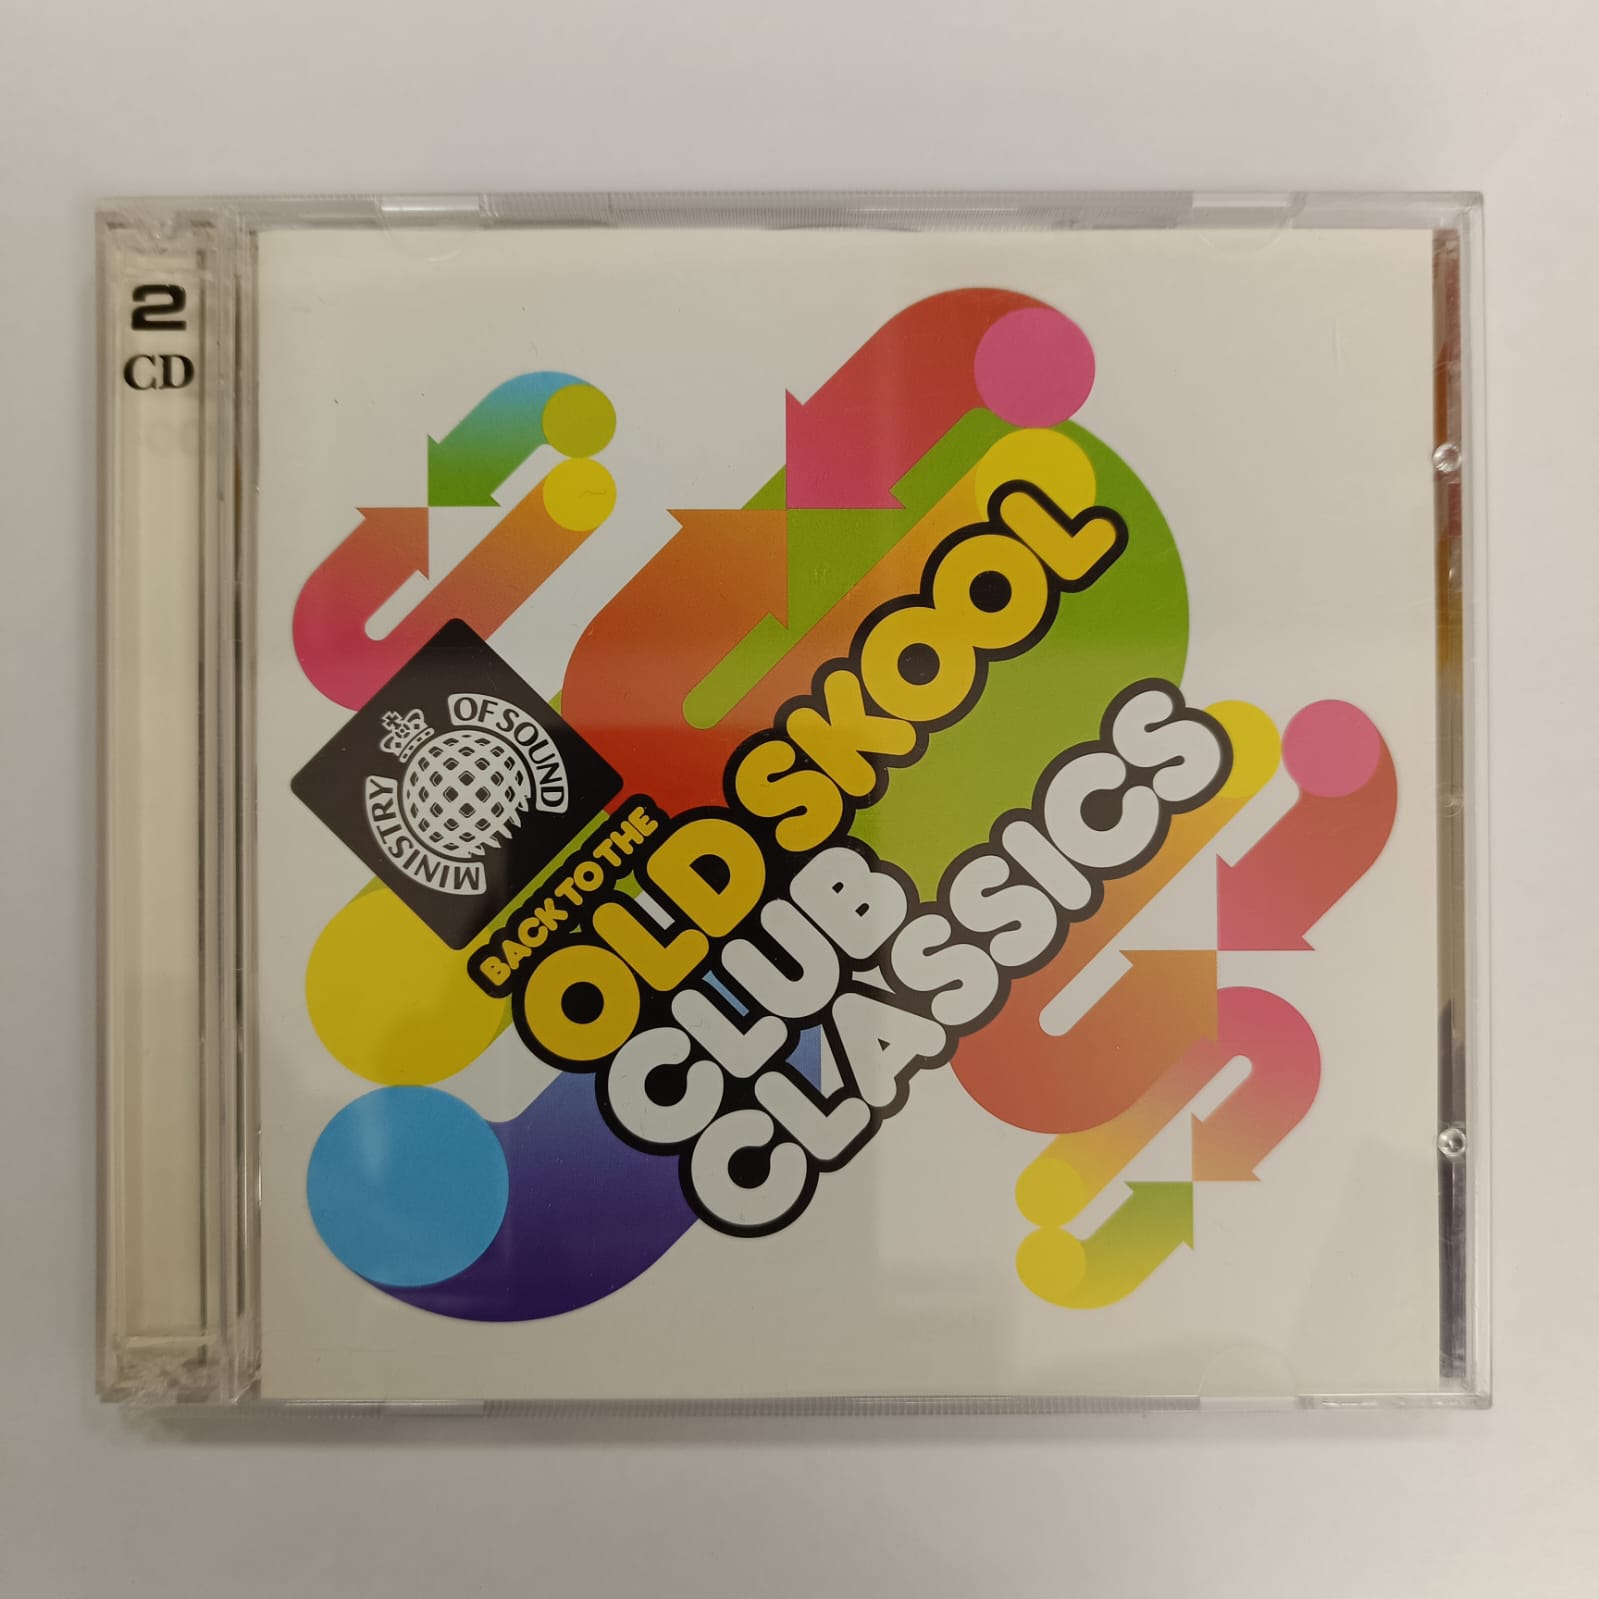 2
CD
MINISTRY
OF SOUND
BACK TO THE
OLD SKOOL
CLUB
CLASSICS